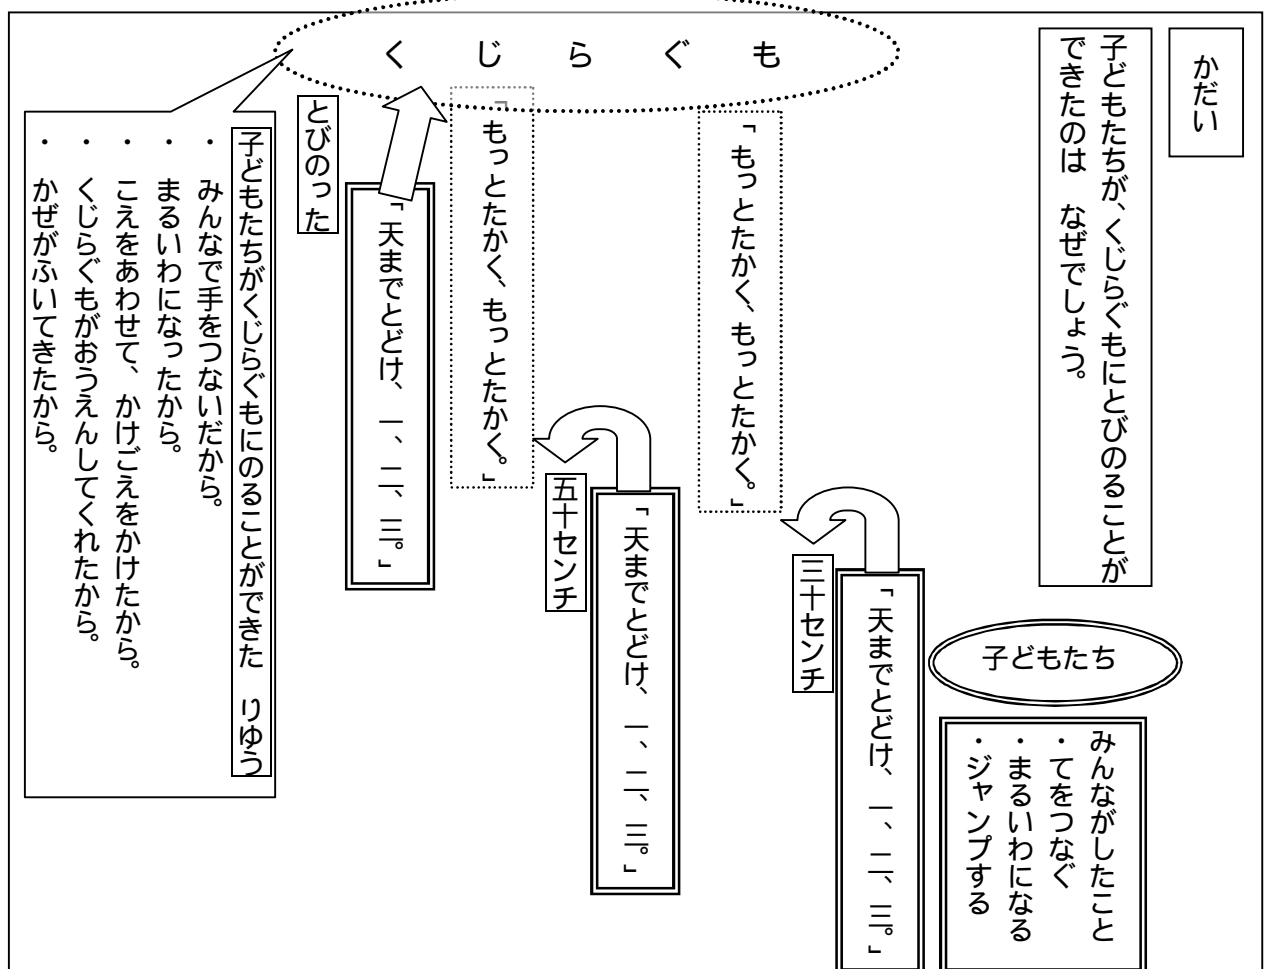 かだい
子どもたちが、くじらぐもにとびのることが
できたのは　なぜでしょう。
子どもたち
みんながしたこと
・てをつなぐ
・まるいわになる
・ジャンプする
「天までとどけ、一、二、三。」
三十センチ
「もっとたかく、もっとたかく。」
「天までとどけ、一、二、三。」
五十センチ
「もっとたかく、もっとたかく。」
「天までとどけ、一、二、三。」
とびのった
くじらぐも
子どもたちがくじらぐもにのることができた　りゆう
・みんなで手をつないだから。
・まるいわになったから。
・こえをあわせて、かけごえをかけたから。
・くじらぐもがおうえんしてくれたから。
・かぜがふいてきたから。